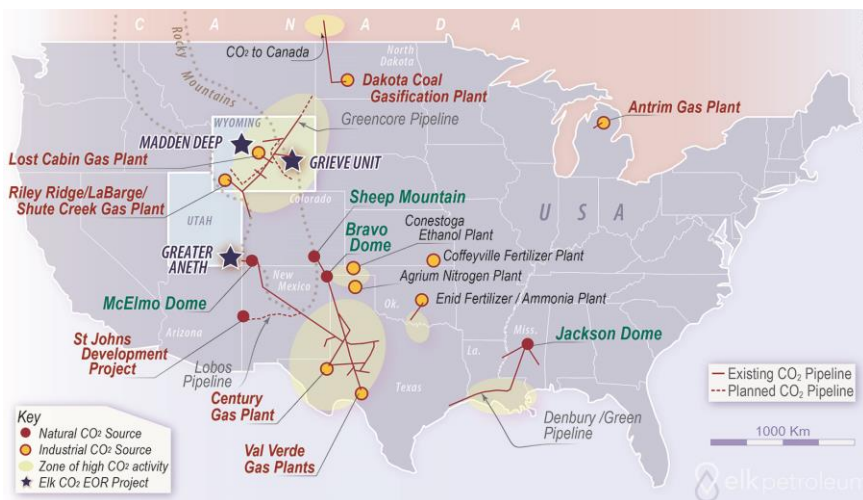 C A N A D A
CO2 to Canada
North
Dakota
Dakota Coal
Gasification Plant
Antrim Gas Plant
Rocky
Mountains
WYOMING
Greencore Pipeline
MADDEN DEEP
Lost Cabin Gas Plant
GRIEVE UNIT
Riley Ridge/LaBarge/
Shute Creek Gas Plant
Colorado
Sheep Mountain
UTAH
U S A
Conestoga
Ethanol Plant
Bravo
Dome
Coffeyville Fertilizer Plant
GREATER
ANETH
Agrium Nitrogen Plant
New
Mexico
McElmo Dome
Ok.
Enid Fertilizer / Ammonia Plant
Arizona
Miss.
Jackson Dome
St Johns
Development
Project
Lobos
Pipeline
La.
Existing CO2 Pipeline
Planned CO2 Pipeline
Century
Gas Plant
Texas
Denbury /Green
Pipeline
Key
Natural CO2 Source
Industrial CO2 Source
Zone of high CO2 activity
Elk CO2 EOR Project
Val Verde
Gas Plants
1000 Km
elkpetroleum